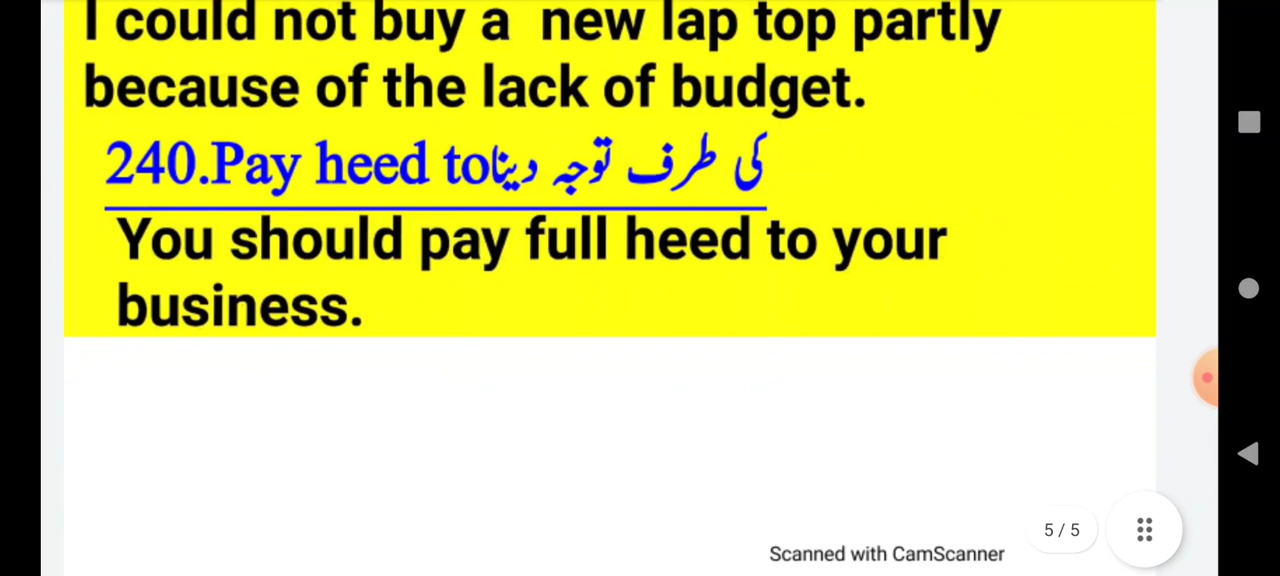 I could not buy a new lap top partly
because of the lack of budget.
240.Pay heed to کی طرف توجہ دینا
You should pay full heed to your
business.
5 / 5
Scanned with CamScanner